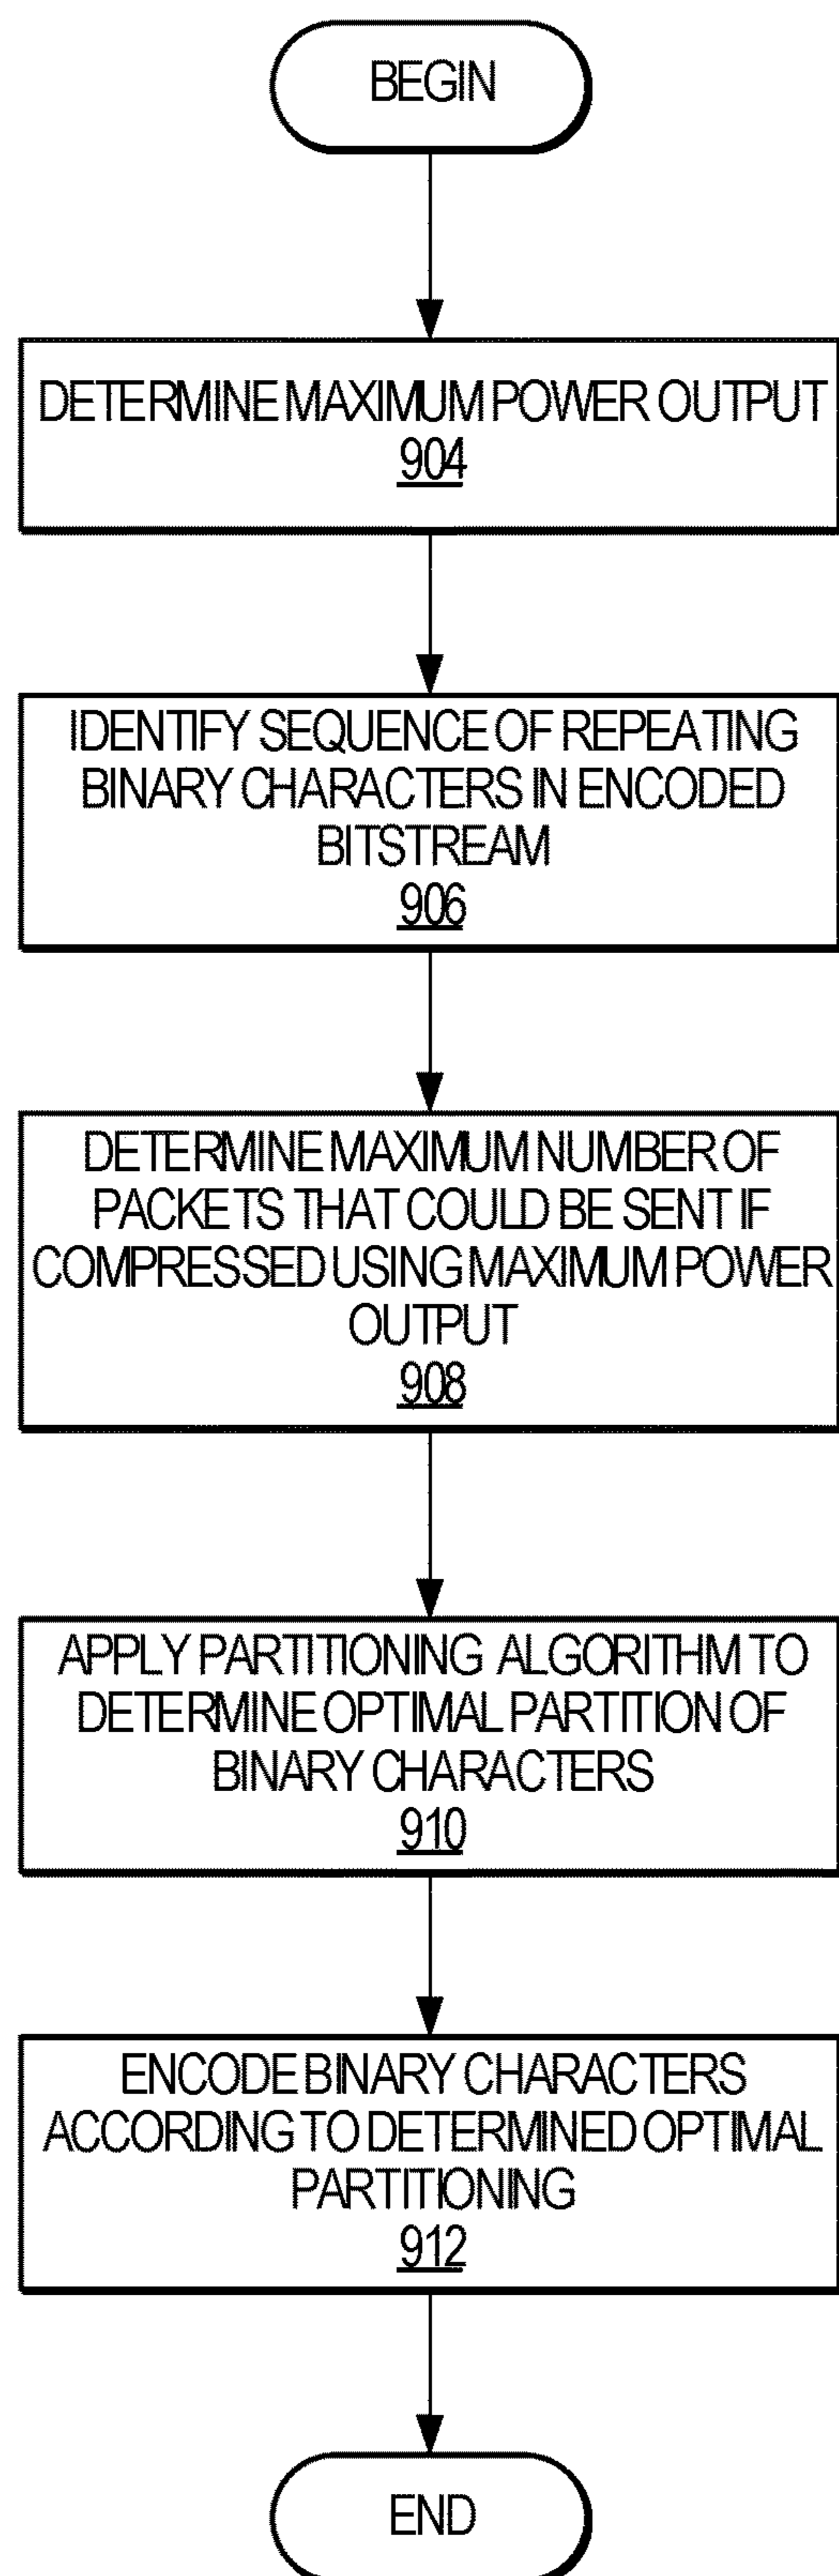 BEGIN
DETERMINE MAXIMUM POWER OUTPUT
904
IDENTIFY SEQUENCE OF REPEATING
BINARY CHARACTERS IN ENCODED
BITSTREAM
906
DETERMINE MAXIMUM NUMBER OF
PACKETS THAT COULD BE SENT IF
COMPRESSED USING MAXIMUM POWER
OUTPUT
908
APPLY PARTITIONING ALGORITHM TO
DETERMINE OPTIMAL PARTITION OF
BINARY CHARACTERS
910
ENCODE BINARY CHARACTERS
ACCORDING TO DETERMINED OPTIMAL
PARTITIONING
912
END